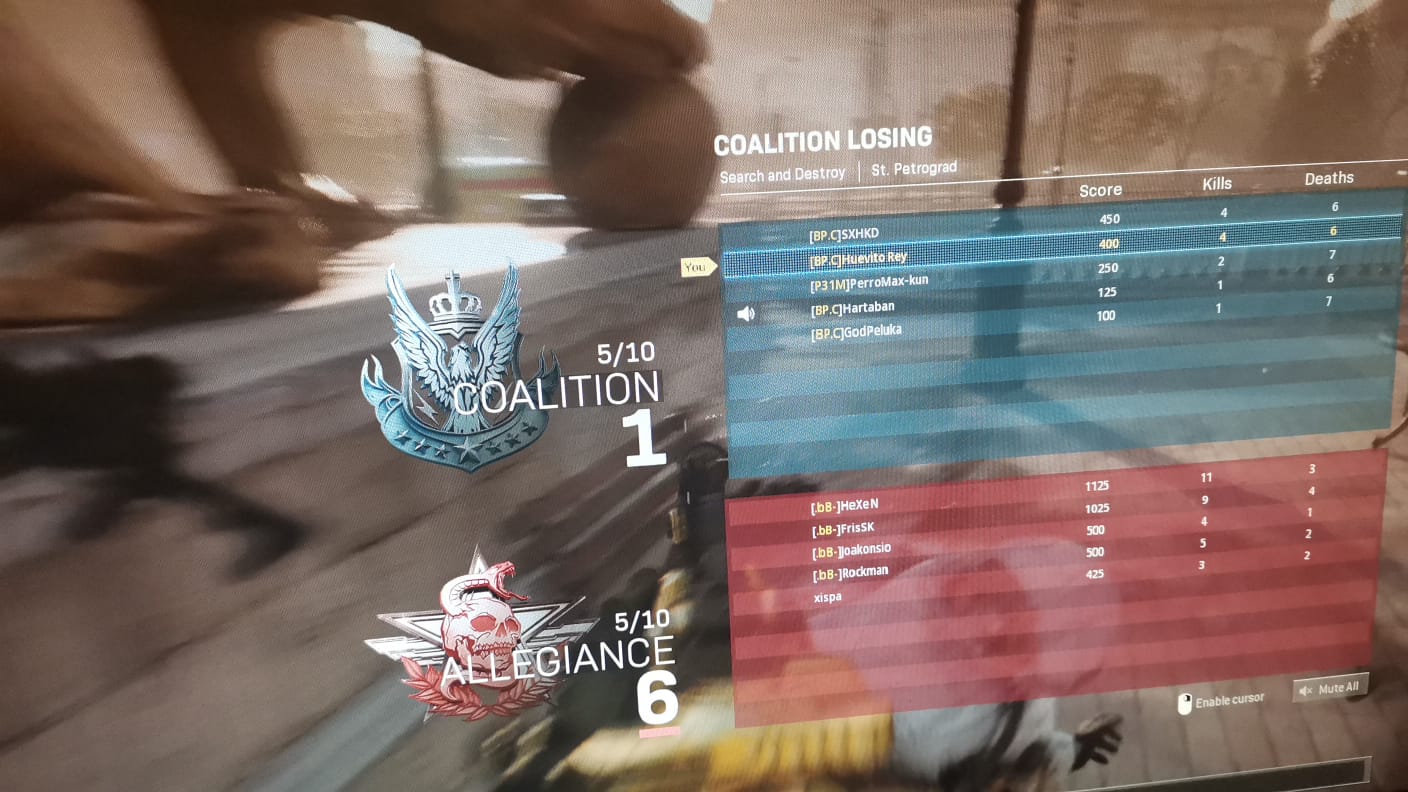 COALITION LOSING
Search and Destroy | St. Petrograd
Score Kills Deaths
[BP.C]SXHKD 450 4 6
You [BP.C]Huevito Rey 400 4 6
[P31M]PerroMax-kun 250 2 7
[BP.C]Hartaban 125 1 6
[BP.C]GodPeluka 100 1 7
5/10
COALITION
1
[.bB-]HeXeN 1125 11 3
[.bB-]FrisSK 1025 9 4
[.bB-]Joakonsio 500 4 1
[.bB-]Rockman 500 5 2
xispa 425 3 2
5/10
ALLEGIANCE
6
Enable cursor Mute All